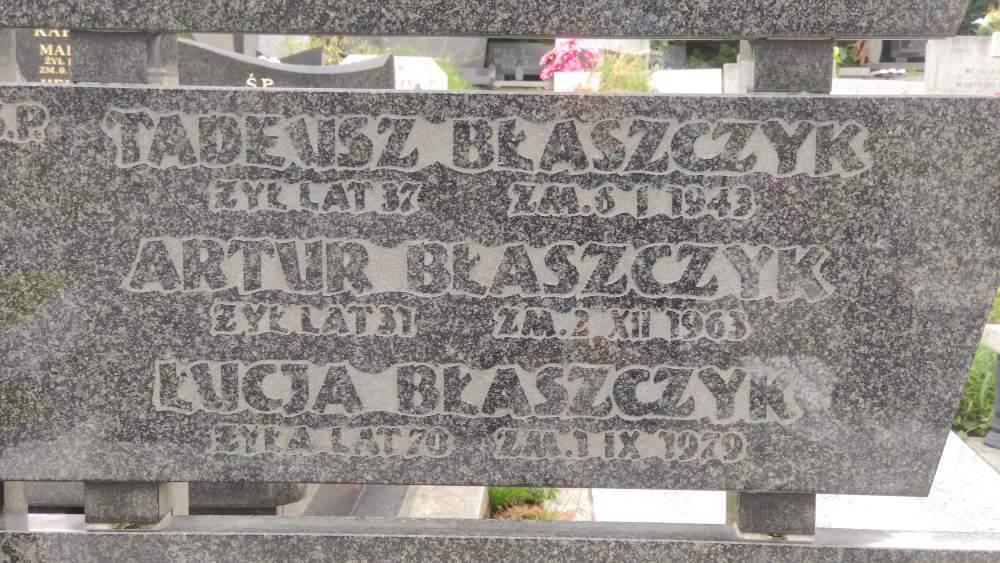 Ś.P.
TADEUSZ BŁASZCZYK
ŻYŁ LAT 37 ZM. 6 I 1943
ARTUR BŁASZCZYK
ŻYŁ LAT 31 ZM. 2 XII 1963
ŁUCJA BŁASZCZYK
ŻYŁA LAT 70 ZM. 1 IX 1979